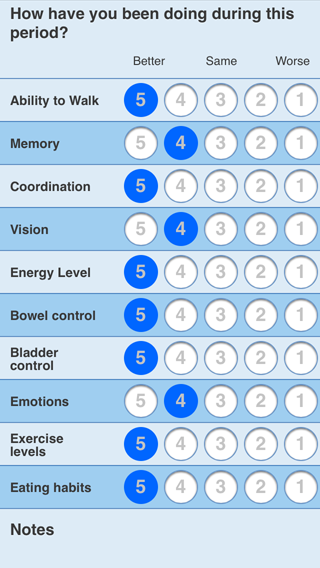 How have you been doing during this
period?
Better Same Worse
Ability to Walk 5 4 3 2 1
Memory 5 4 3 2 1
Coordination 5 4 3 2 1
Vision 5 4 3 2 1
Energy Level 5 4 3 2 1
Bowel control 5 4 3 2 1
Bladder
control 5 4 3 2 1
Emotions 5 4 3 2 1
Exercise
levels 5 4 3 2 1
Eating habits 5 4 3 2 1
Notes